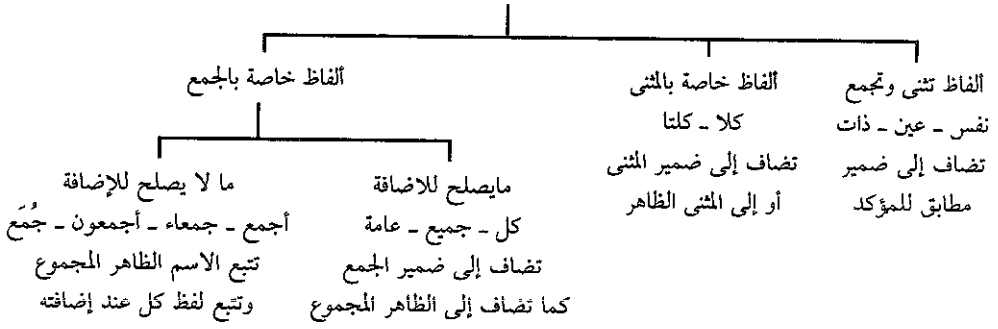 ألفاظ تثنى وتجمع
نفس ـ عين ـ ذات
تضاف إلى ضمير
مطابق للمؤكد
ألفاظ خاصة بالمثنى
كلا ـ كلتا
تضاف إلى ضمير المثنى
أو إلى المثنى الظاهر
ألفاظ خاصة بالجمع
مايصلح للاضافة
كل ـ جميع ـ عامة
تضاف إلى ضمير الجمع
كما تضاف إلى الظاهر المجموع
ما لا يصلح للإضافة
أجمع ـ جمعاء ـ أجمعون ـ جُمَع
تتبع الاسم الظاهر المجموع
وتتبع لفظ كل عند إضافته